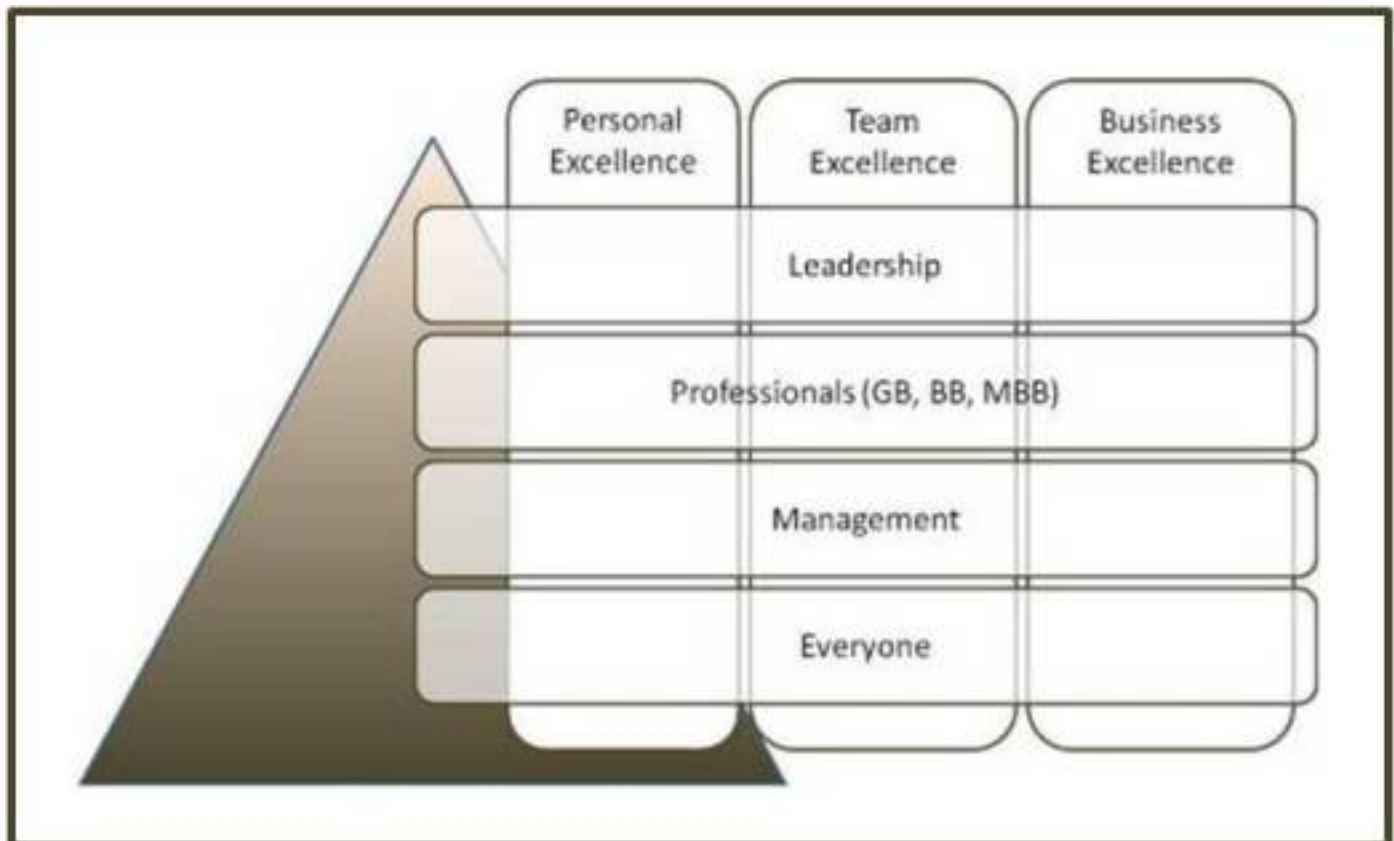 Personal
Excellence
Team
Excellence
Business
Excellence
Leadership
Professionals (GB, BB, MBB)
Management
Everyone